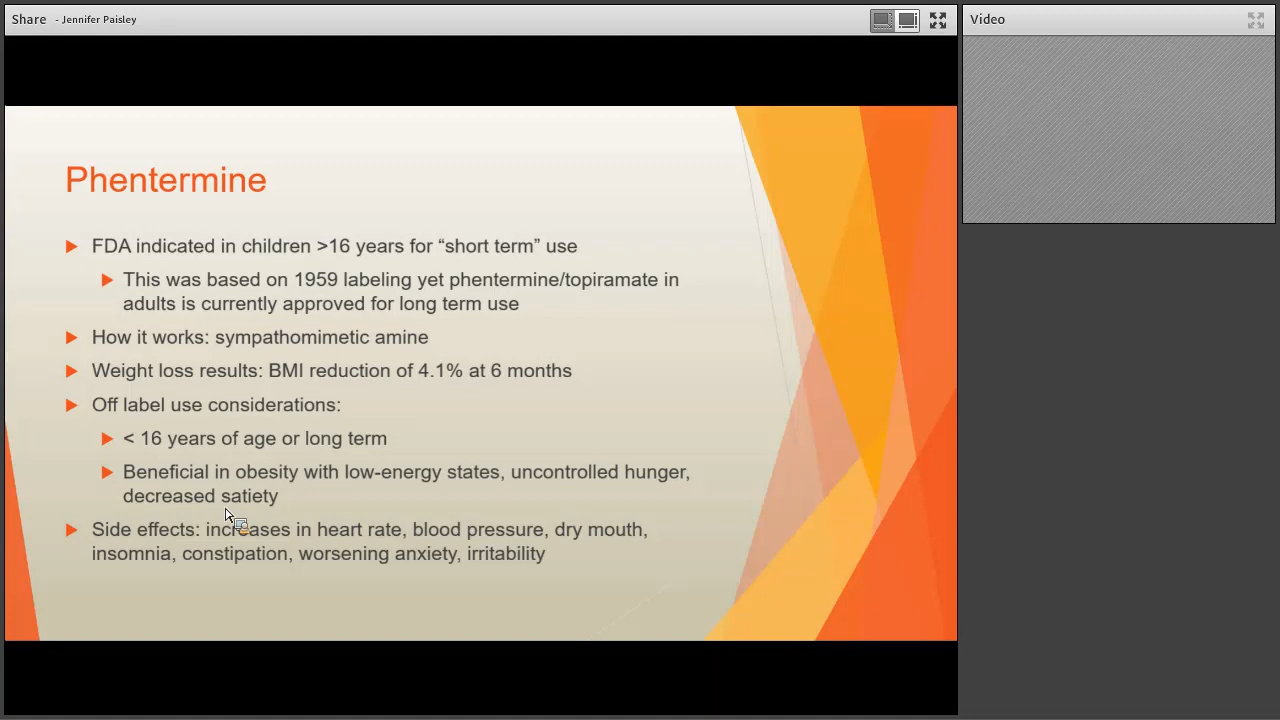 Share - Jennifer Paisley
Video
Phentermine
FDA indicated in children >16 years for “short term” use
This was based on 1959 labeling yet phentermine/topiramate in
adults is currently approved for long term use
How it works: sympathomimetic amine
Weight loss results: BMI reduction of 4.1% at 6 months
Off label use considerations:
< 16 years of age or long term
Beneficial in obesity with low-energy states, uncontrolled hunger,
decreased satiety
Side effects: increases in heart rate, blood pressure, dry mouth,
insomnia, constipation, worsening anxiety, irritability